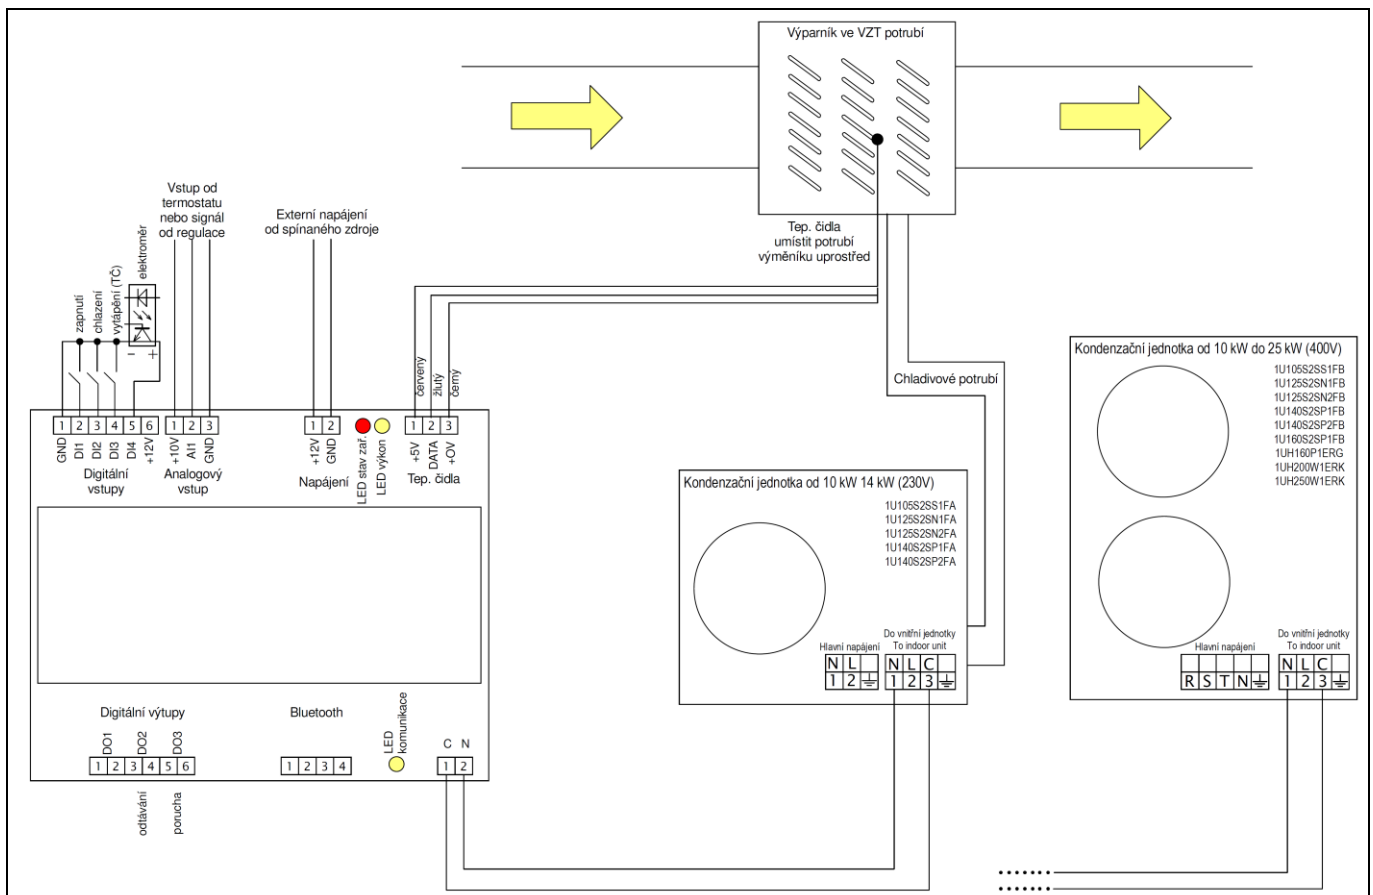 Výparník ve VZT potrubí
Vstup od
termostatu
nebo signál
od regulace
Externí napájení
od spínaného zdroje
Tep. čidla
umístit potrubí
výměníku uprostřed
zapnutí
chlazení
vytápění (TČ)
elektroměr
− +
červený
žlutý
černý
Chladivové potrubí
1 2 3 4 5 6
1 2 3
1 2
1 2 3
GND
DI1
DI2
DI3
DI4
+12V
+10V
AI1
GND
+12V
GND
LED stav zař.
LED výkon
+5V
DATA
+OV
Digitální
vstupy
Analogový
vstup
Napájení
Tep. čidla
Digitální výtupy
Bluetooth
LED
komunikace
DO1
DO2
DO3
C N
1 2 3 4 5 6
1 2 3 4
1 2
odtávání
porucha
Kondenzační jednotka od 10 kW 14 kW (230V)
1U105S2SS1FA
1U125S2SN1FA
1U125S2SN2FA
1U140S2SP1FA
1U140S2SP2FA
Hlavní napájení
N L
1 2
Do vnitřní jednotky
To indoor unit
N L C
1 2 3
Kondenzační jednotka od 10 kW do 25 kW (400V)
1U105S2SS1FB
1U125S2SN1FB
1U125S2SN2FB
1U140S2SP1FB
1U140S2SP2FB
1U160S2SP1FB
1UH160P1ERG
1UH200W1ERK
1UH250W1ERK
Hlavní napájení
R S T N
Do vnitřní jednotky
To indoor unit
N L C
1 2 3